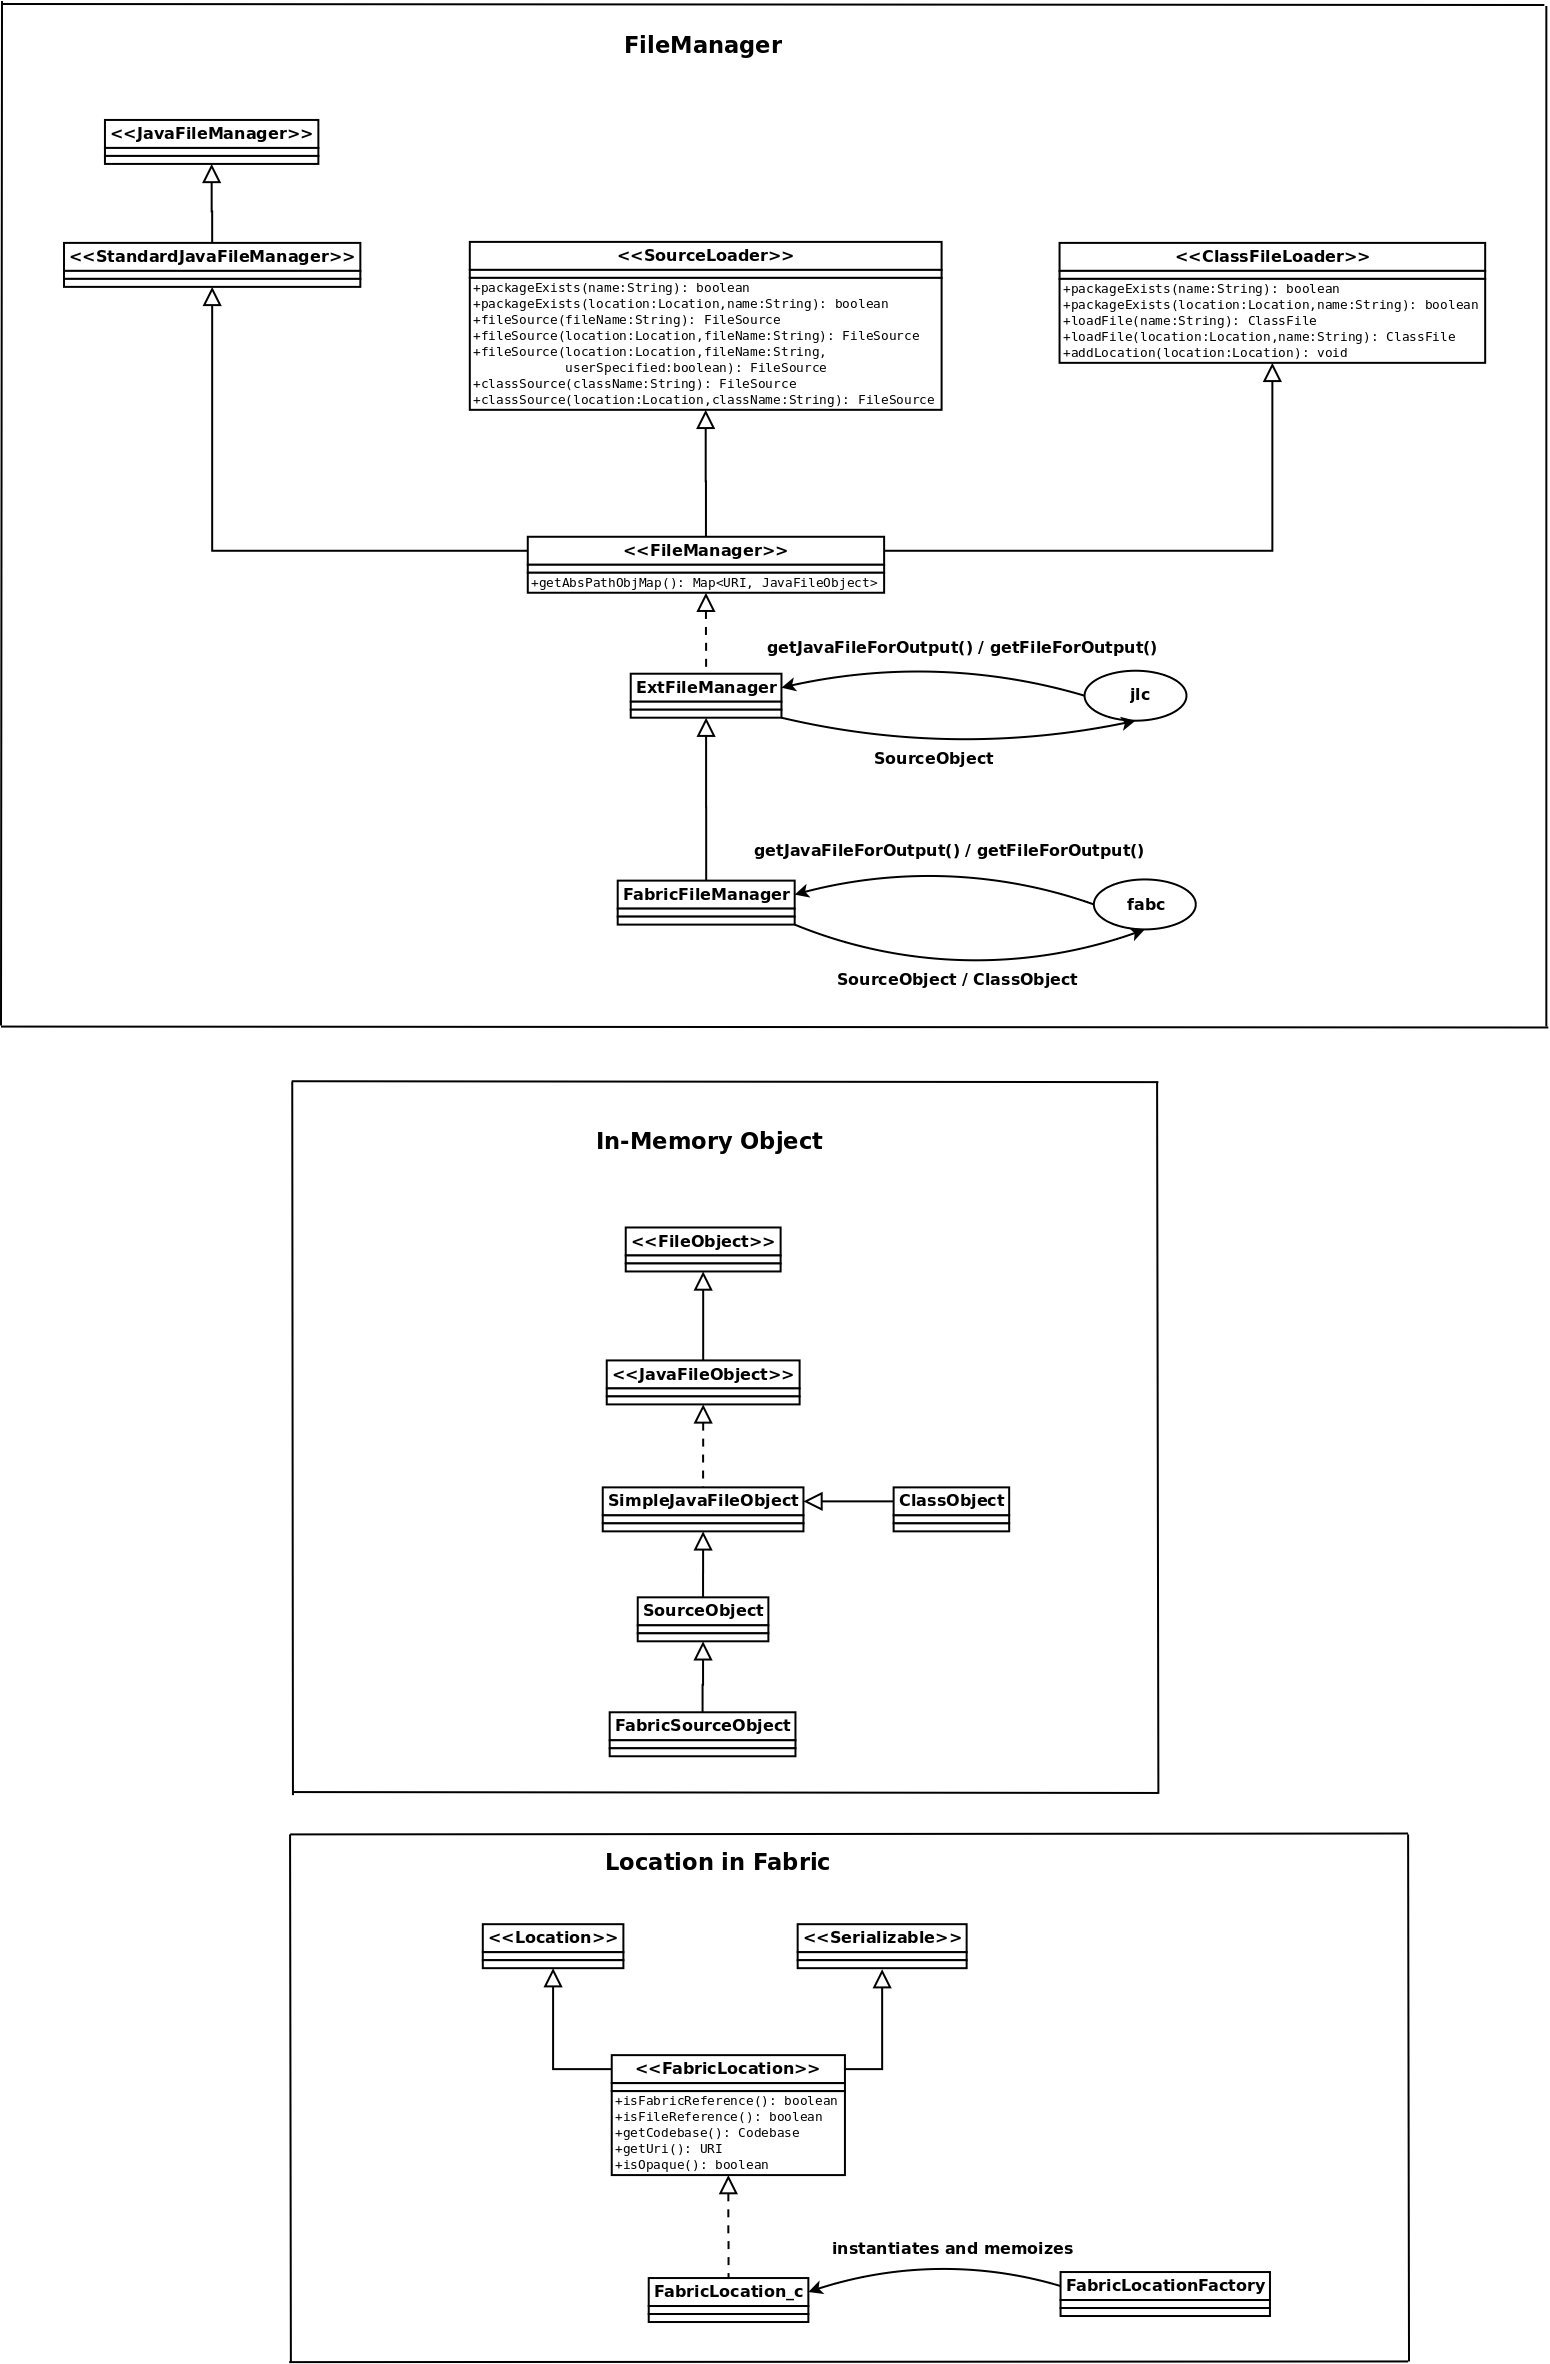 FileManager
<<JavaFileManager>>
<<StandardJavaFileManager>>
<<SourceLoader>>
+packageExists(name:String): boolean
+packageExists(location:Location,name:String): boolean
+fileSource(fileName:String): FileSource
+fileSource(location:Location,fileName:String): FileSource
+fileSource(location:Location,fileName:String,
userSpecified:boolean): FileSource
+classSource(className:String): FileSource
+classSource(location:Location,className:String): FileSource
<<ClassFileLoader>>
+packageExists(name:String): boolean
+packageExists(location:Location,name:String): boolean
+loadFile(name:String): ClassFile
+loadFile(location:Location,name:String): ClassFile
+addLocation(location:Location): void
<<FileManager>>
+getAbsPathObjMap(): Map<URI, JavaFileObject>
getJavaFileForOutput() / getFileForOutput()
ExtFileManager
jlc
SourceObject
getJavaFileForOutput() / getFileForOutput()
FabricFileManager
fabc
SourceObject / ClassObject
In-Memory Object
<<FileObject>>
<<JavaFileObject>>
SimpleJavaFileObject
ClassObject
SourceObject
FabricSourceObject
Location in Fabric
<<Location>>
<<Serializable>>
<<FabricLocation>>
+isFabricReference(): boolean
+isFileReference(): boolean
+getCodebase(): Codebase
+getUri(): URI
+isOpaque(): boolean
instantiates and memoizes
FabricLocation_c
FabricLocationFactory